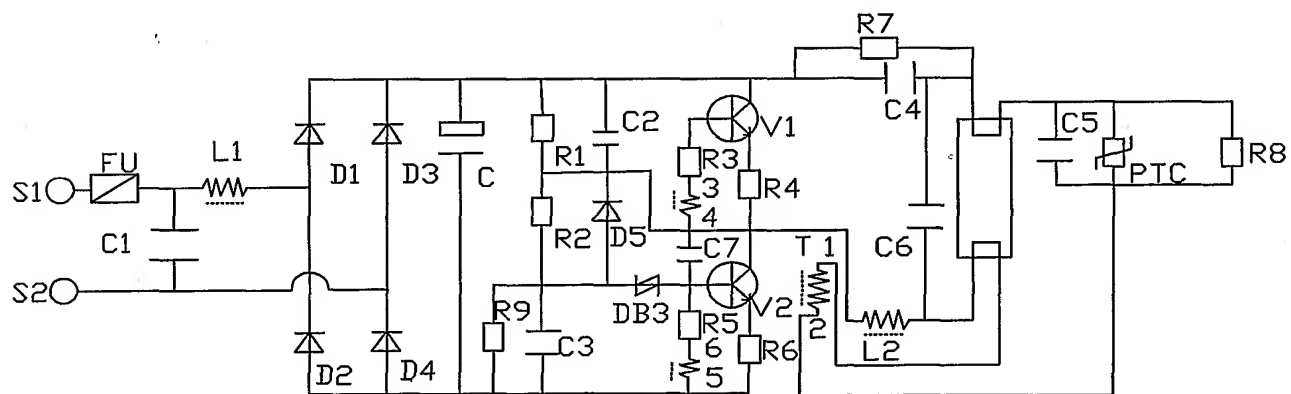 R7
C4
V1
C2
C5
FU
L1
D1
D3
C
R1
R3
3
4
R4
PTC
R8
S1
C1
R2
D5
C7
T 1
C6
S2
V2
R9
DB3
R5
6
5
2
L2
C3
R6
D2
D4